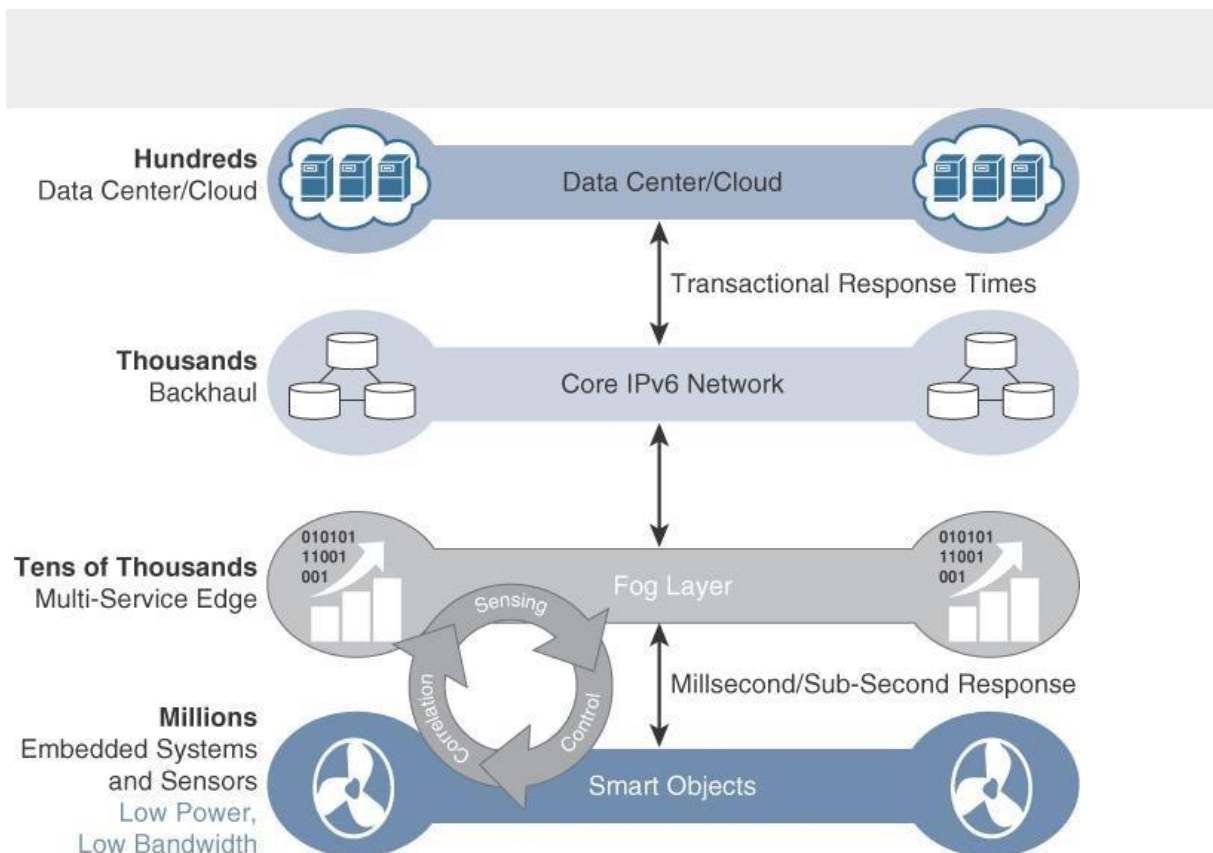 Hundreds
Data Center/Cloud
Data Center/Cloud
Transactional Response Times
Thousands
Backhaul
Core IPv6 Network
010101
11001
001
010101
11001
001
Tens of Thousands
Multi-Service Edge
Fog Layer
Sensing
Control
Correlation
Millsecond/Sub-Second Response
Millions
Embedded Systems
and Sensors
Low Power,
Low Bandwidth
Smart Objects